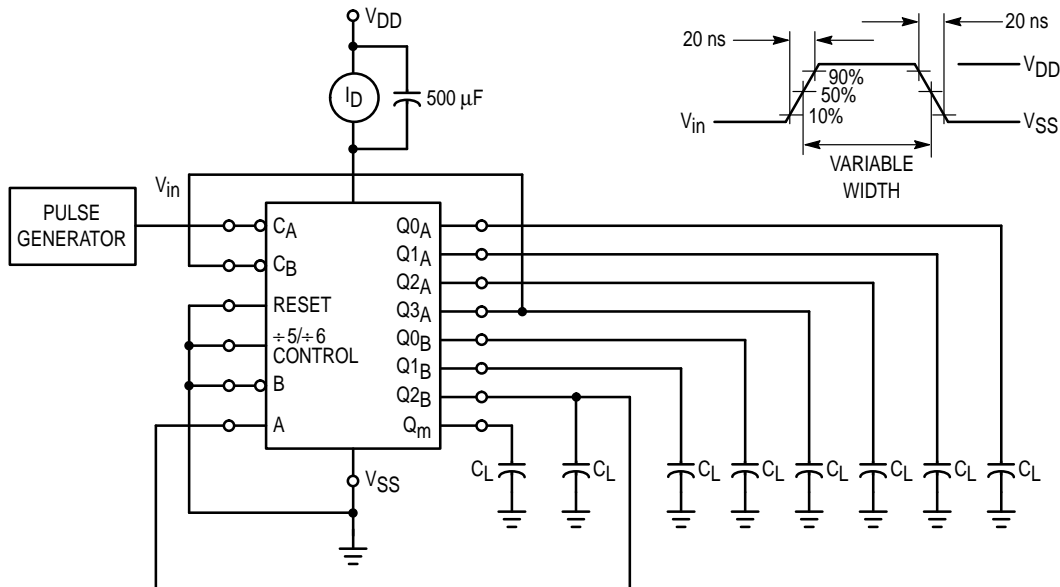 VDD
ID
500 µF
20 ns
20 ns
VDD
90%
50%
10%
Vin
VSS
VARIABLE
WIDTH
Vin
PULSE
GENERATOR
CA
CB
RESET
÷5/÷6
CONTROL
B
A
Q0A
Q1A
Q2A
Q3A
Q0B
Q1B
Q2B
Qm
VSS
CL
CL
CL
CL
CL
CL
CL
CL